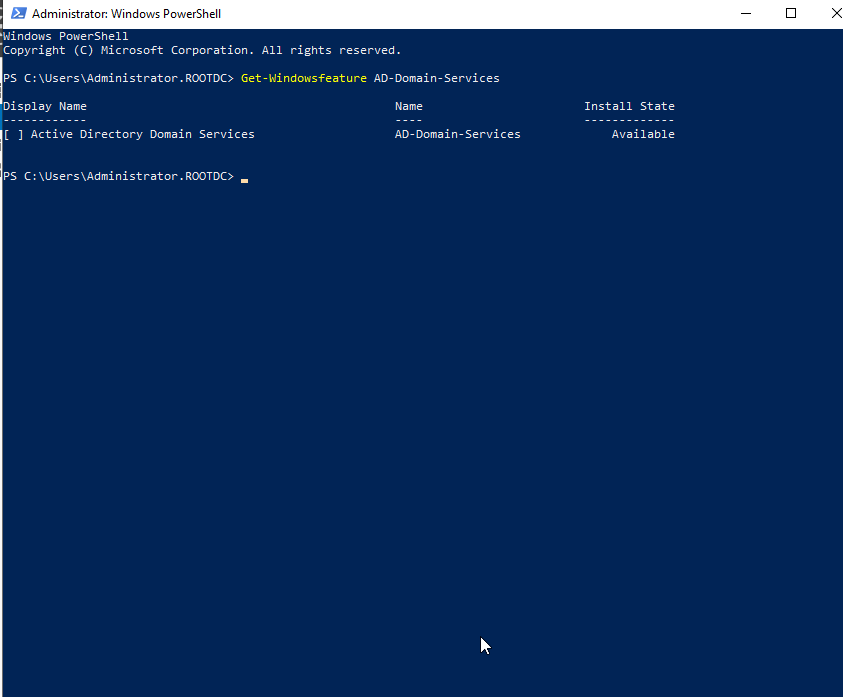 Administrator: Windows PowerShell
Windows PowerShell
Copyright (C) Microsoft Corporation. All rights reserved.
PS C:\Users\Administrator.ROOTDC> Get-Windowsfeature AD-Domain-Services
Display Name Name Install State
------------ ---- -------------
[ ] Active Directory Domain Services AD-Domain-Services Available
PS C:\Users\Administrator.ROOTDC>